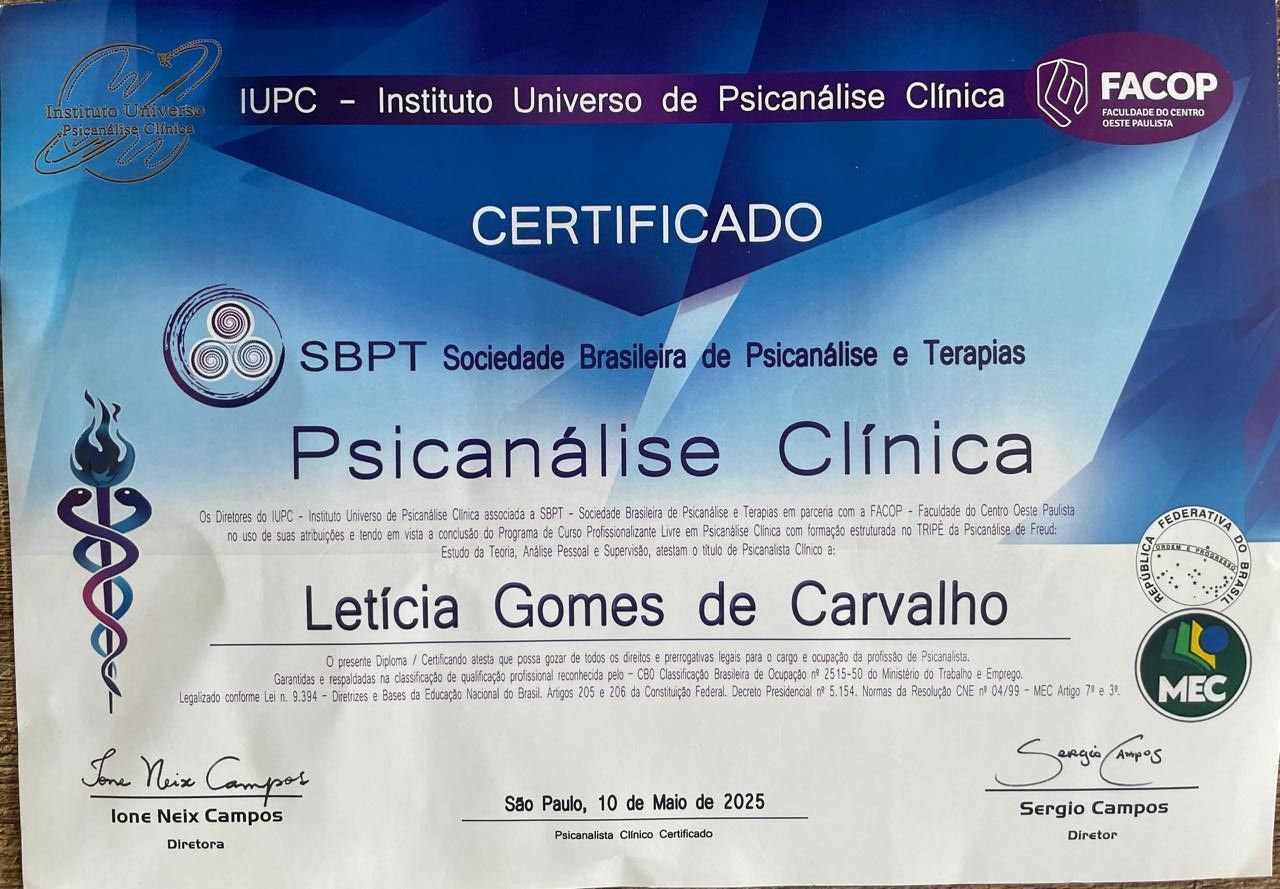 Instituto Universo
Psicanálise Clínica
IUPC – Instituto Universo de Psicanálise Clínica
FACOP
FACULDADE DO CENTRO
OESTE PAULISTA
CERTIFICADO
SBPT Sociedade Brasileira de Psicanálise e Terapias
Psicanálise Clínica
Os Diretores do IUPC – Instituto Universo de Psicanálise Clínica associada a SBPT – Sociedade Brasileira de Psicanálise e Terapias em parceria com a FACOP – Faculdade do Centro Oeste Paulista
no uso de suas atribuições e tendo em vista a conclusão do Programa de Curso Profissionalizante Livre em Psicanálise Clínica com formação estruturada no TRIPÉ da Psicanálise de Freud:
Estudo da Teoria, Análise Pessoal e Supervisão, atestam o título de Psicanalista Clínico a:
REPÚBLICA FEDERATIVA DO BRASIL
ORDEM E PROGRESSO
Letícia Gomes de Carvalho
O presente Diploma / Certificando atesta que possa gozar de todos os direitos e prerrogativas legais para o cargo e ocupação da profissão de Psicanalista.
Garantidas e respaldadas na classificação de qualificação profissional reconhecida pelo – CBO Classificação Brasileira de Ocupação nº 2515-50 do Ministério do Trabalho e Emprego.
Legalizado conforme Lei n. 9.394 – Diretrizes e Bases da Educação Nacional do Brasil. Artigos 205 e 206 da Constituição Federal. Decreto Presidencial nº 5.154. Normas da Resolução CNE nº 04/99 – MEC Artigo 7º e 3º.
MEC
Ione Neix Campos
Ione Neix Campos
Diretora
São Paulo, 10 de Maio de 2025
Psicanalista Clínico Certificado
Sergio Campos
Sergio Campos
Diretor